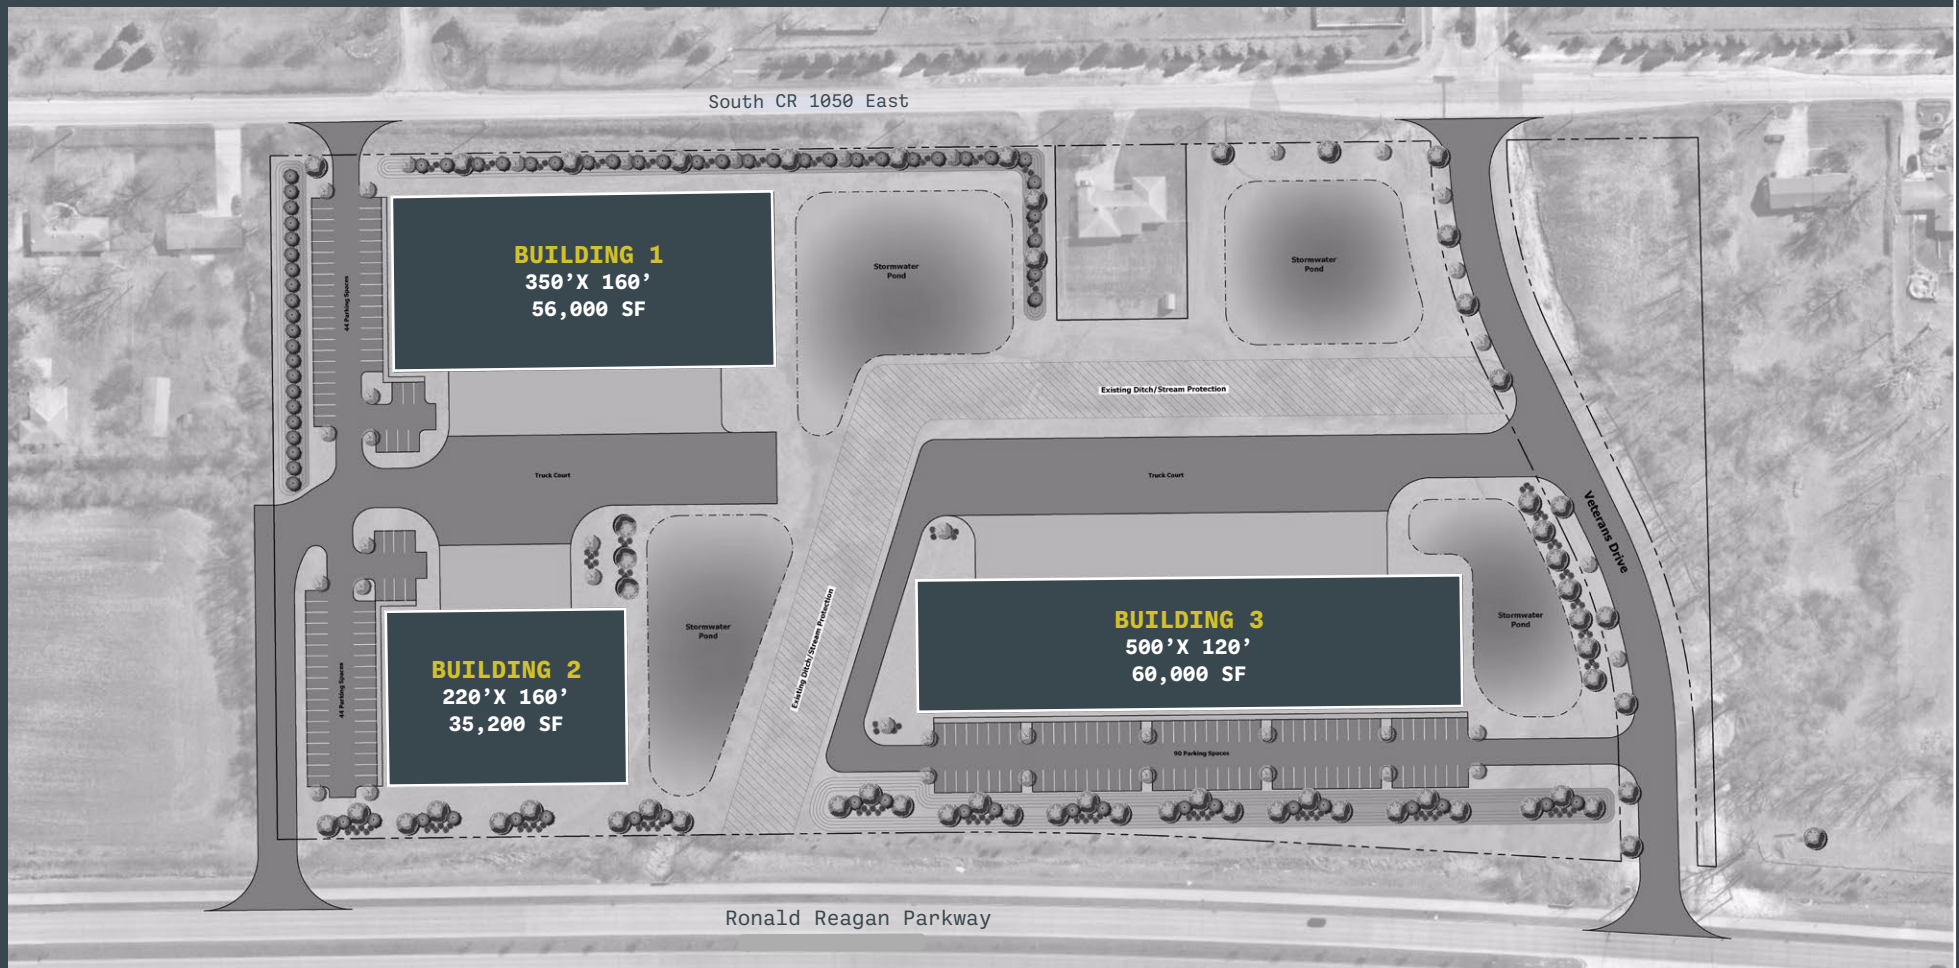 South CR 1050 East
BUILDING 1
350’X 160’
56,000 SF
44 Parking Spaces
Stormwater
Pond
Stormwater
Pond
Existing Ditch/Stream Protection
Truck Court
Truck Court
Veterans Drive
BUILDING 2
220’X 160’
35,200 SF
44 Parking Spaces
Stormwater
Pond
Existing Ditch/Stream Protection
BUILDING 3
500’X 120’
60,000 SF
Stormwater
Pond
90 Parking Spaces
Ronald Reagan Parkway